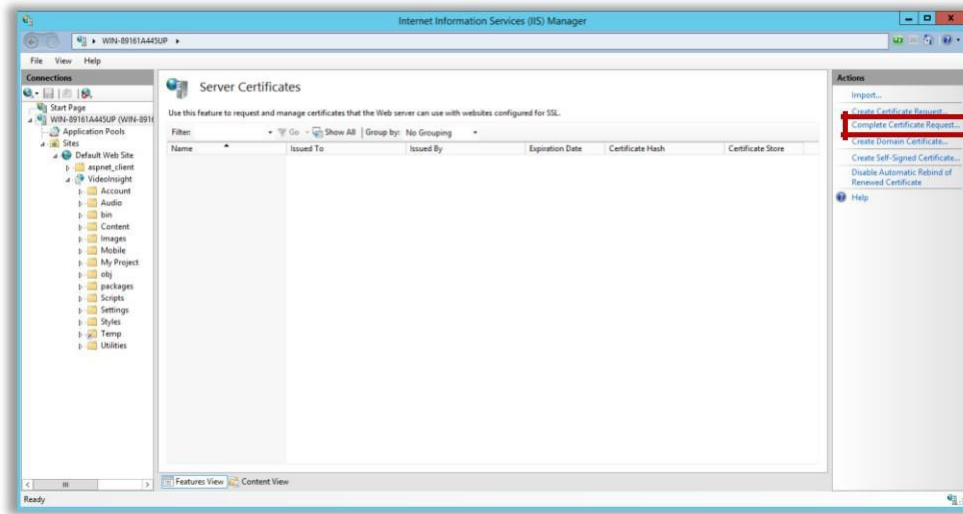 Internet Information Services (IIS) Manager
WIN-89161A445UP
File View Help
Connections
Start Page
WIN-89161A445UP (WIN-8916
Application Pools
Sites
Default Web Site
aspnet_client
VideoInsight
Account
Audio
bin
Content
Images
Mobile
My Project
obj
packages
Scripts
Settings
Styles
Temp
Utilities
Server Certificates
Use this feature to request and manage certificates that the Web server can use with websites configured for SSL.
Filter: Go Show All Group by: No Grouping
Name Issued To Issued By Expiration Date Certificate Hash Certificate Store
Features View Content View
Actions
Import...
Create Certificate Request...
Complete Certificate Request...
Create Domain Certificate...
Create Self-Signed Certificate...
Disable Automatic Rebind of
Renewed Certificate
Help
Ready